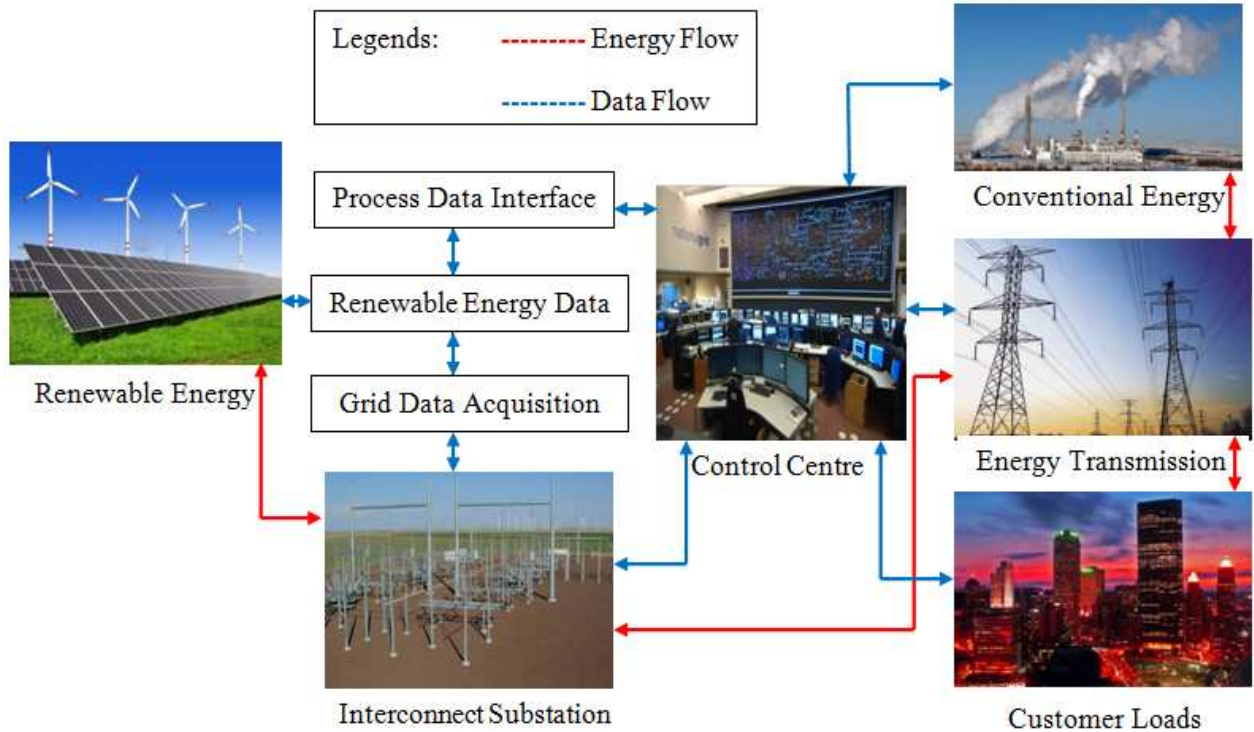 Legends:
Energy Flow
Data Flow
Process Data Interface
Renewable Energy Data
Grid Data Acquisition
Renewable Energy
Interconnect Substation
Control Centre
Conventional Energy
Energy Transmission
Customer Loads